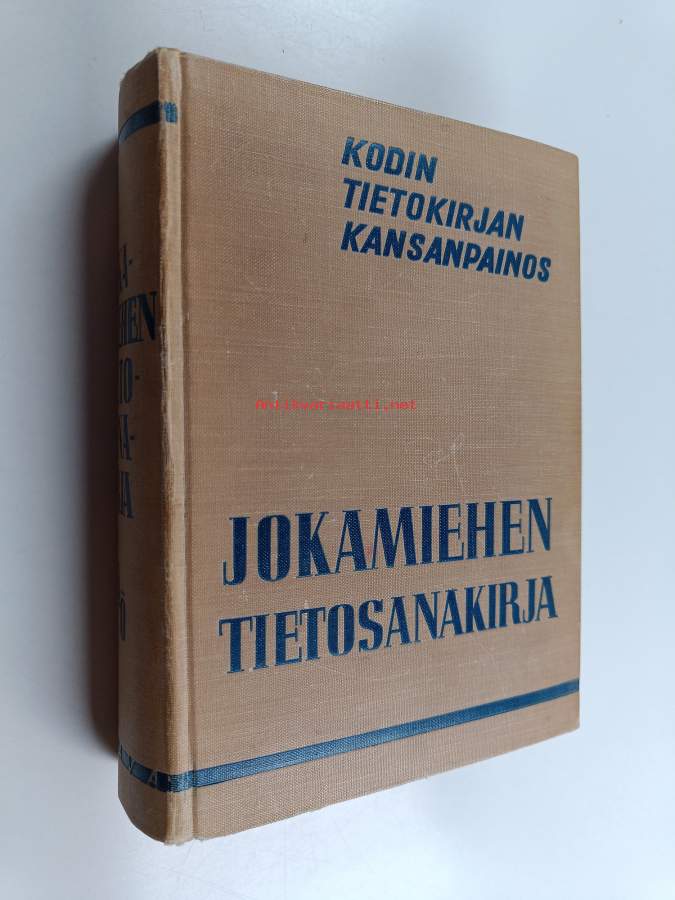 KODIN
TIETOKIRJAN
KANSANPAINOS
Antikvariaatti.net
JOKAMIEHEN
TIETOSANAKIRJA